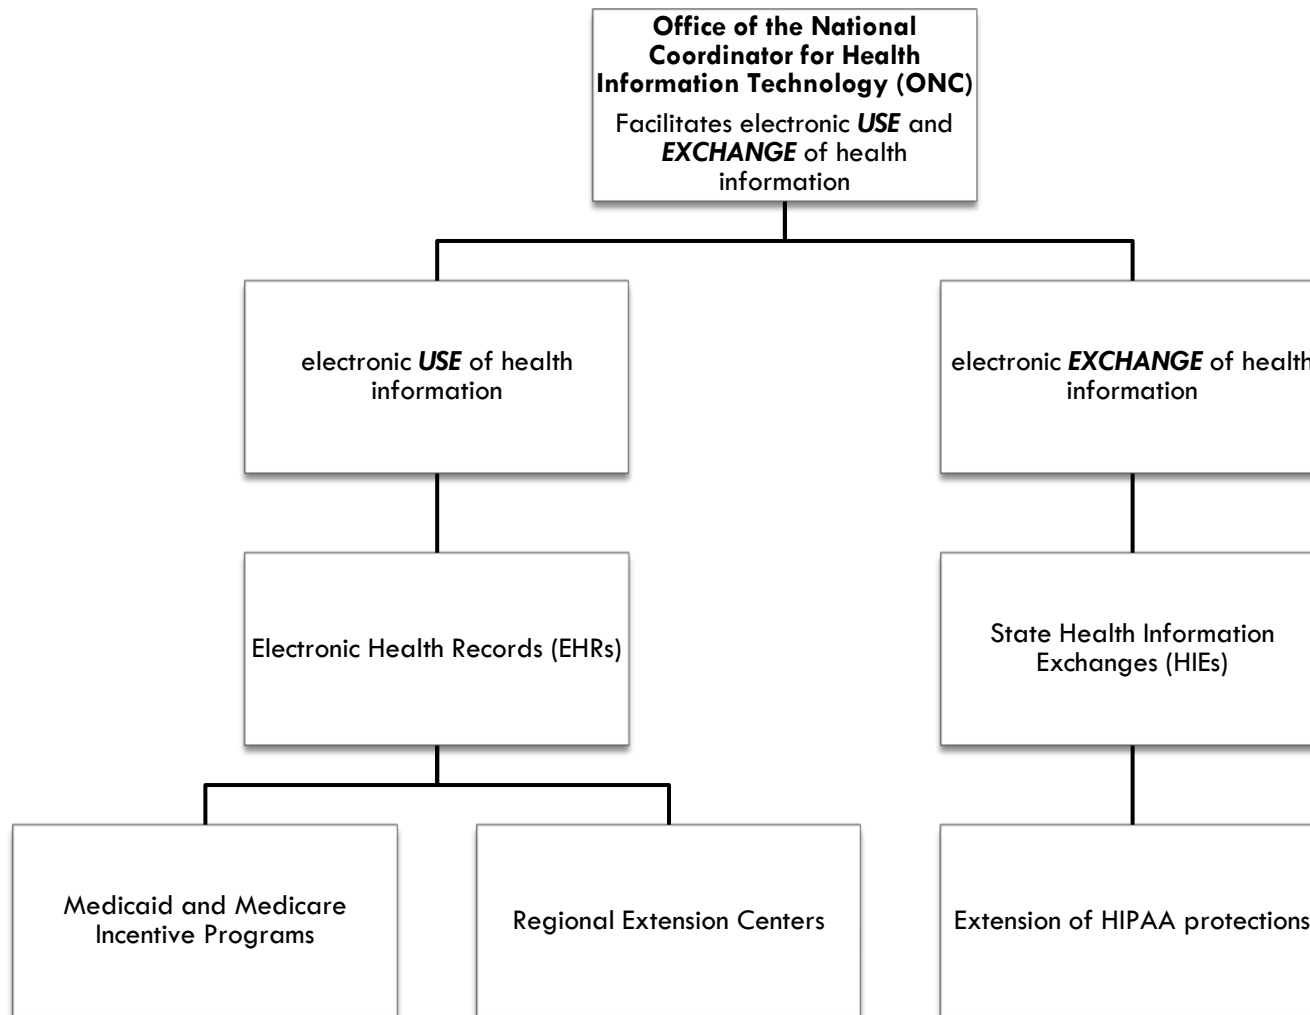 Office of the National
Coordinator for Health
Information Technology (ONC)
Facilitates electronic USE and
EXCHANGE of health
information
electronic USE of health
information
electronic EXCHANGE of health
information
Electronic Health Records (EHRs)
State Health Information
Exchanges (HIEs)
Medicaid and Medicare
Incentive Programs
Regional Extension Centers
Extension of HIPAA protections